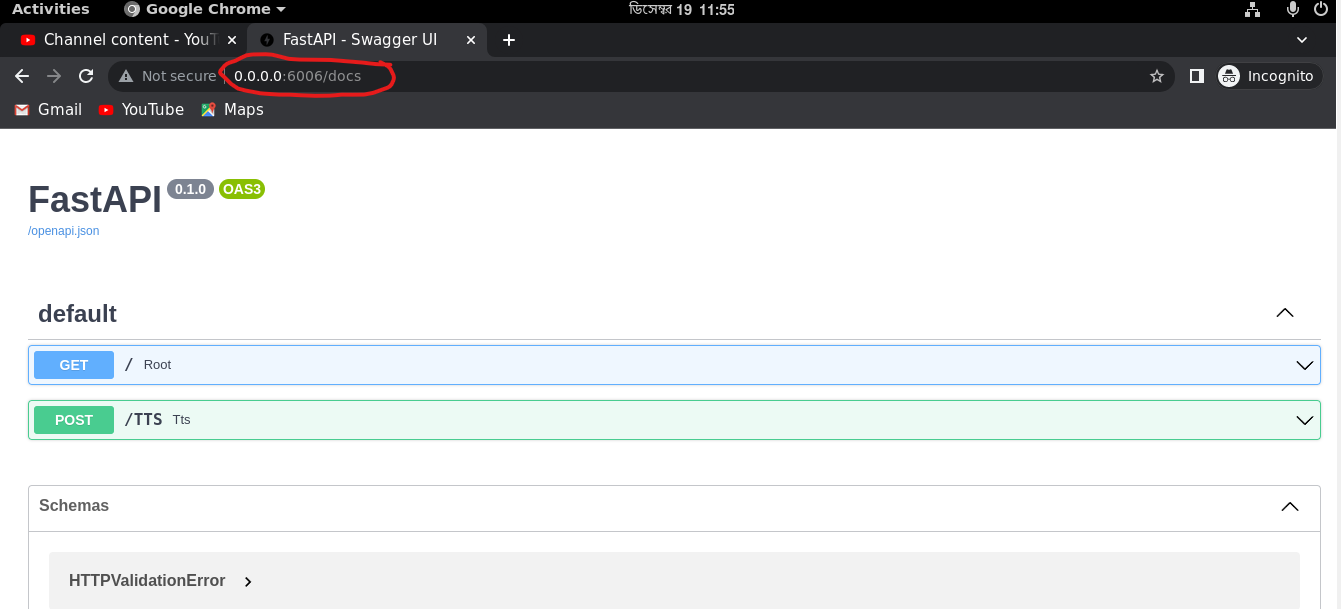 Activities Google Chrome ডিসেম্বর 19 11:55
Channel content - YouT FastAPI - Swagger UI
Not secure 0.0.0.0:6006/docs Incognito
Gmail YouTube Maps
FastAPI 0.1.0 OAS3
/openapi.json
default
GET / Root
POST /TTS Tts
Schemas
HTTPValidationError